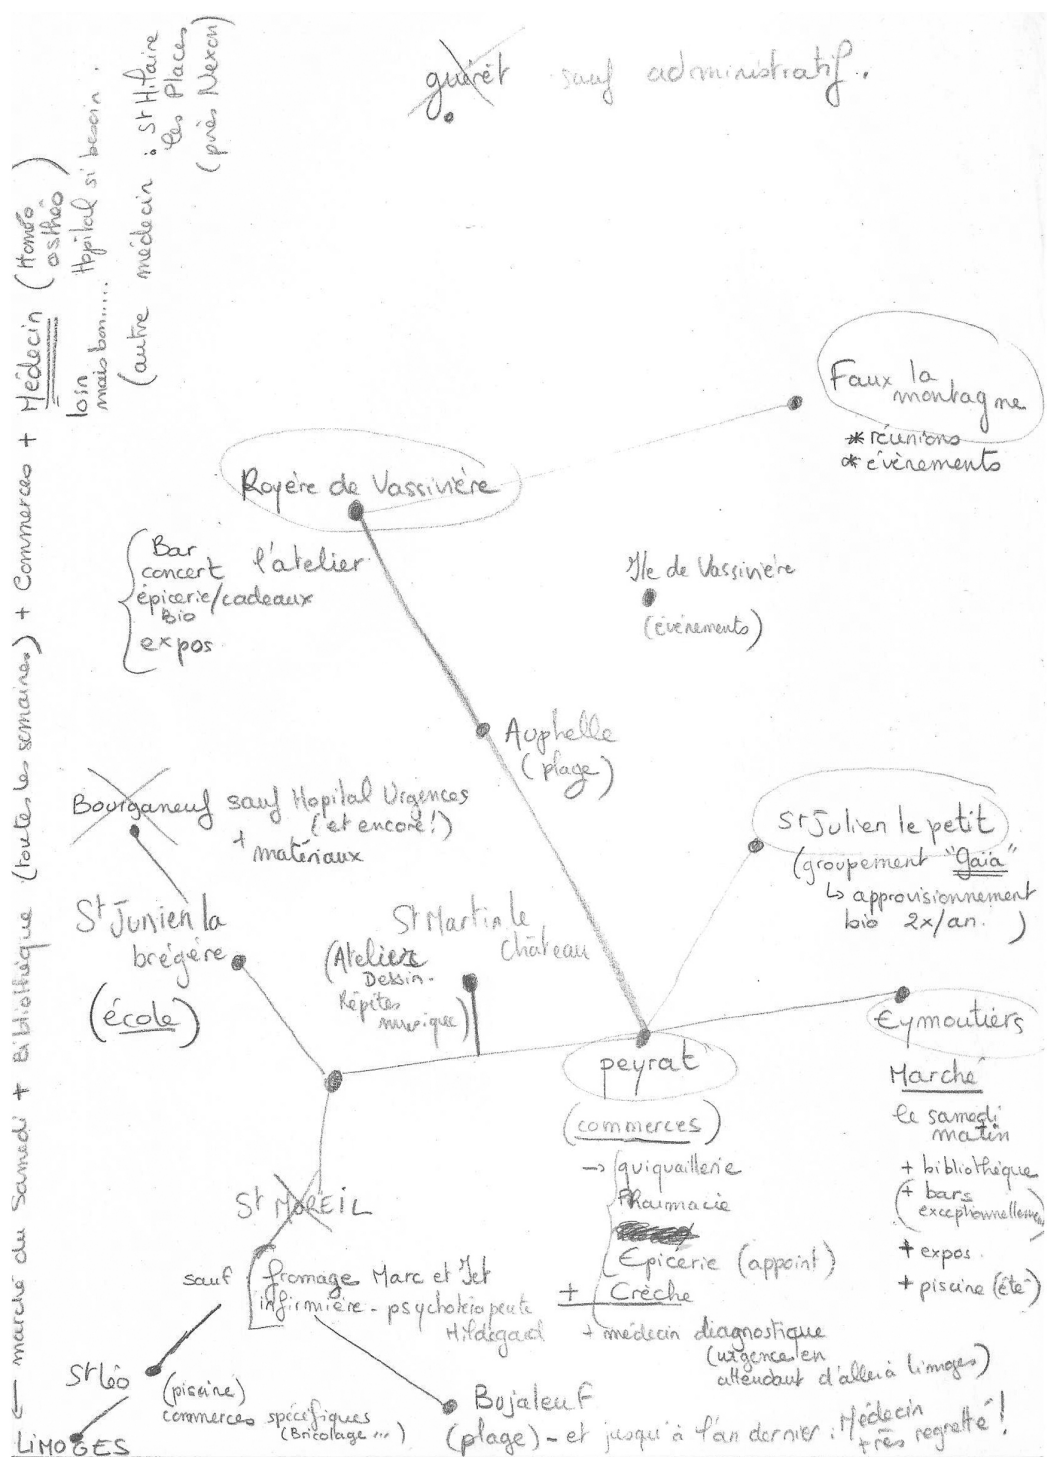 guérêt sauf administratif.
Faux la
montagne
* réunions
* évènements
Royère de Vassivière
Bar
concert l'atelier
épicerie/cadeaux
Bio
expos
Ile de Vassivière
(évènements)
Auphelle
(plage)
Bourganeuf sauf Hopital Urgences
(et encore!)
+ matériaux
St Julien le petit
(groupement "Gaïa"
↳ approvisionnement
bio 2x/an. )
St Junien la
brégère
(école)
St Martin le
Château
(Atelier
Dessin-
Répètes
musique)
Eymoutiers
Marché
le samedi
matin
+ bibliothèque
(+ bars
exceptionnellement)
+ expos.
+ piscine (été)
peyrat
(commerces)
→ quiquaillerie
Pharmacie
Epicerie (appoint)
+ Crèche
+ médecin diagnostique
(urgence en
attendant d'aller à Limoges)
St MOREIL
sauf
fromage Marc et Jet
infirmière - psychotérapeute
Hildegard
St Léo
(piscine)
commerces spécifiques
(Bricolage ...)
Bujaleuf
(plage) - et jusqu'à l'an dernier : Médecin
très regretté !
LIMOGES
← marché du Samedi + Bibliothèque (toutes les semaines) + Commerces + Médecin (Homéo
osthéo)
loin
mais bon..... Hopital si besoin.
(autre médecin : St Hilaire
les Places
(près Nexon)